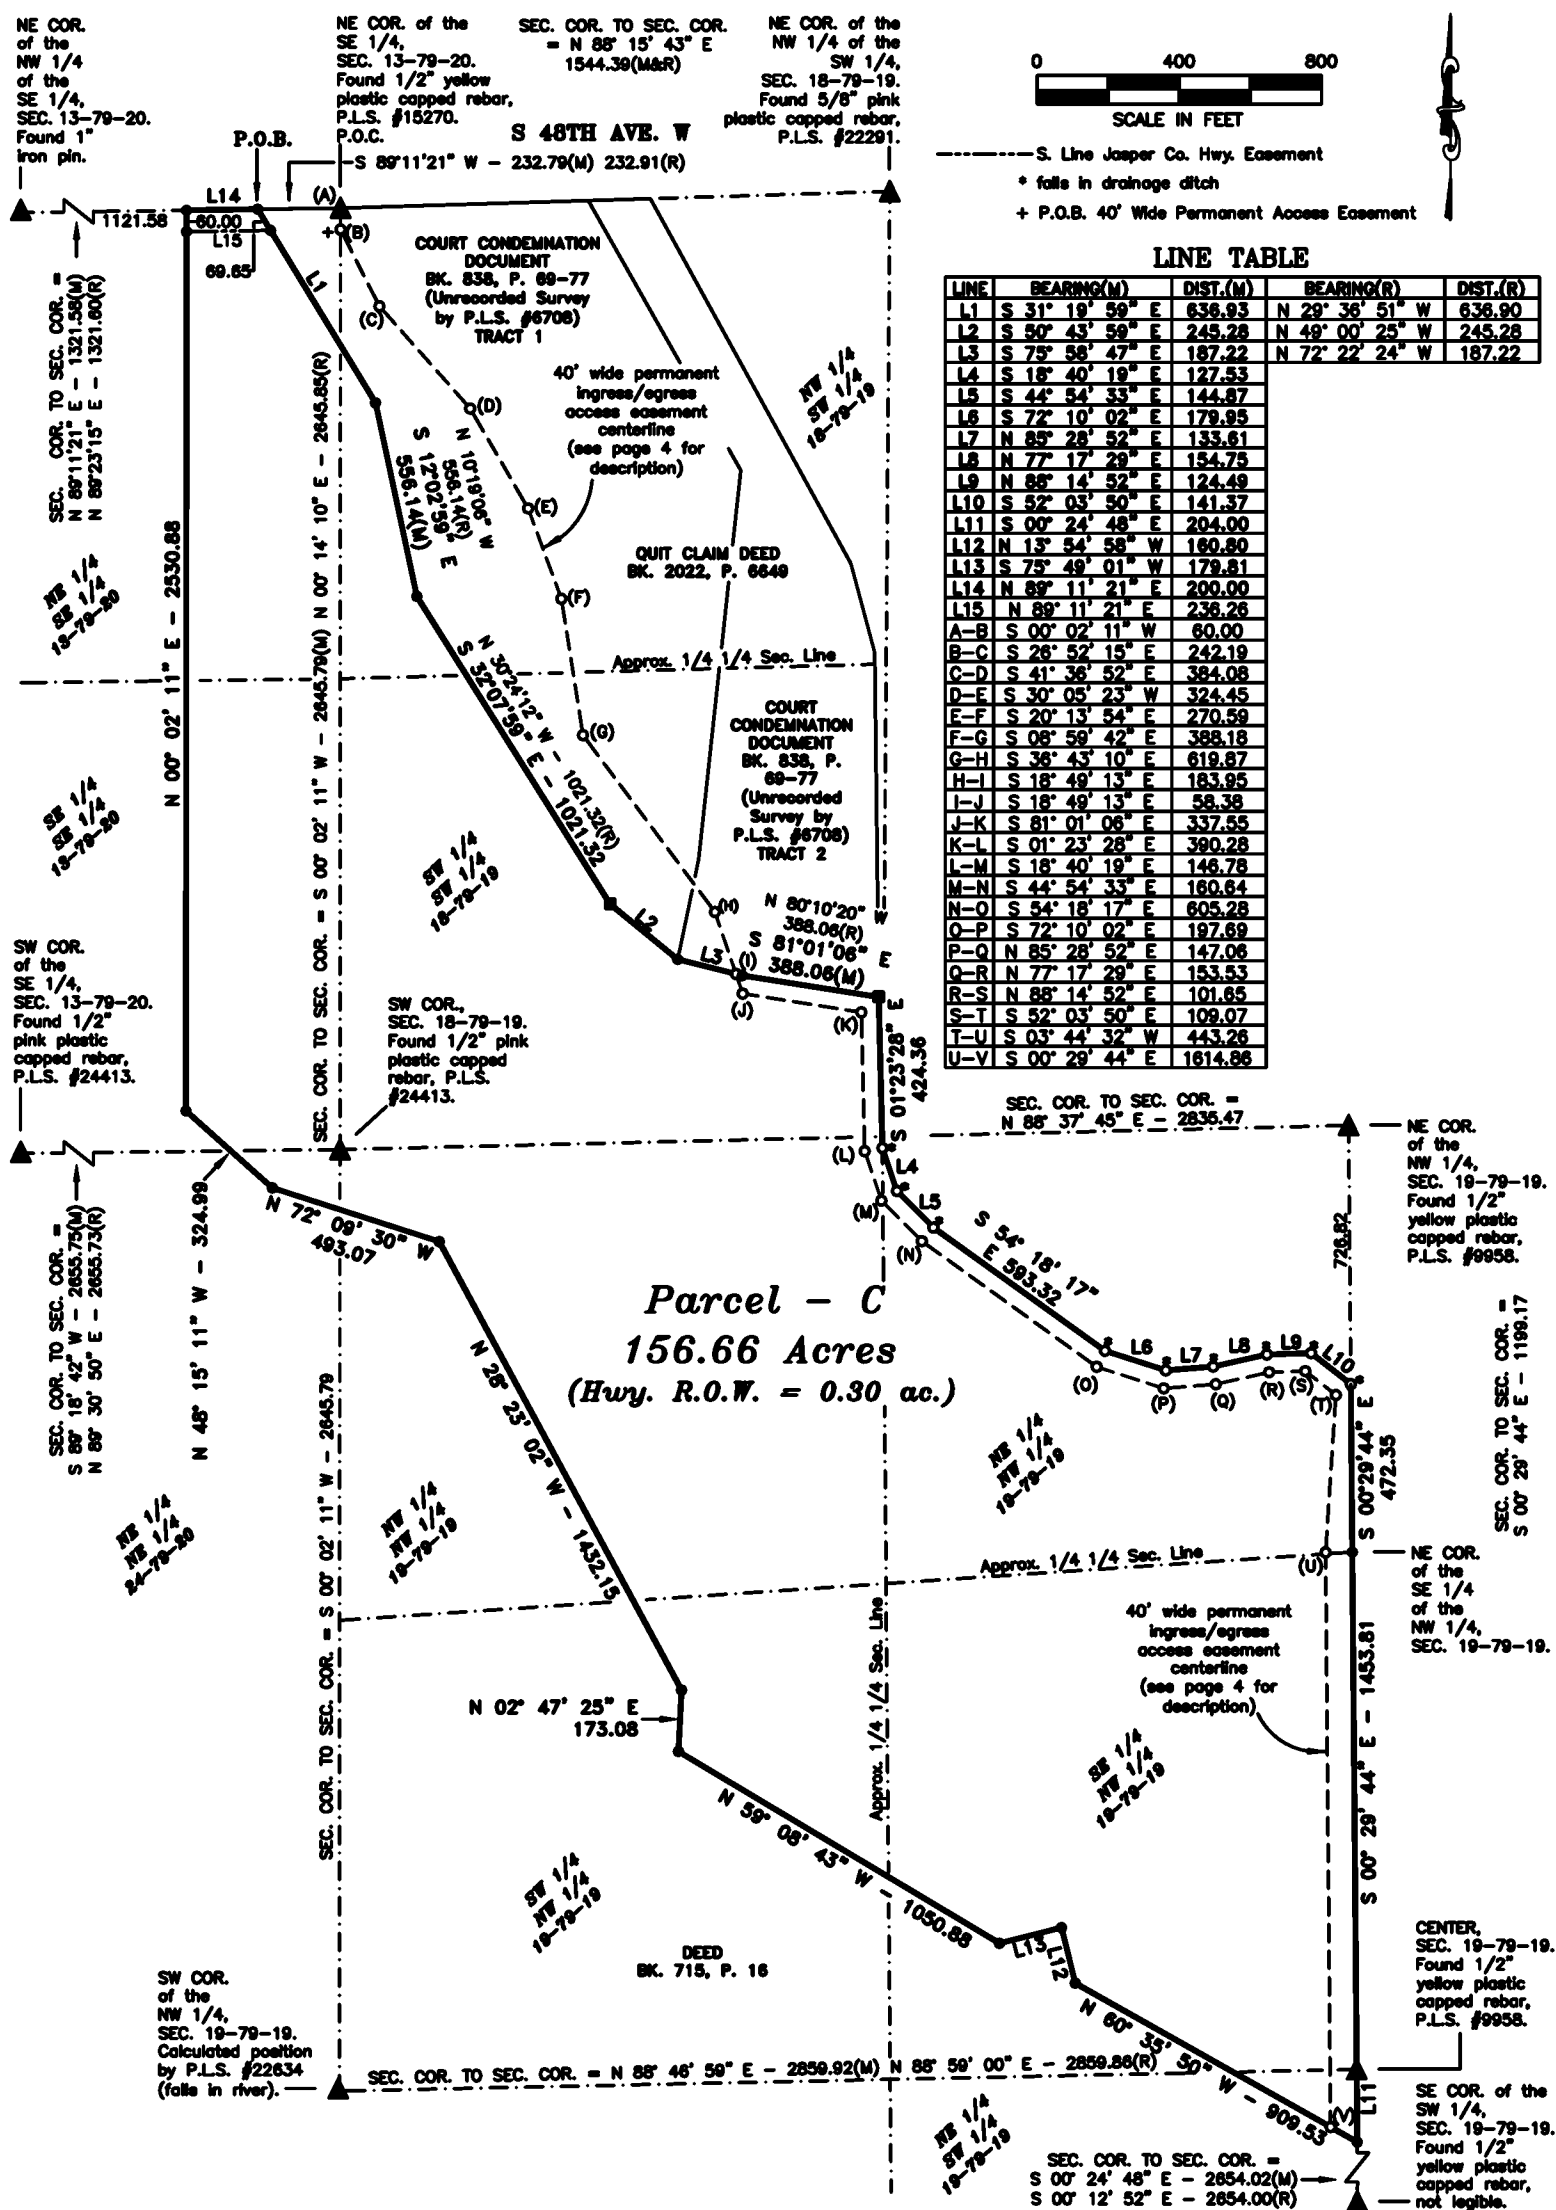 NE COR.
of the
NW 1/4
of the
SE 1/4,
SEC. 13-79-20.
Found 1"
iron pin.
P.O.B.
NE COR. of the
SE 1/4,
SEC. 13-79-20.
Found 1/2" yellow
plastic capped rebar,
P.L.S. #15270.
P.O.C.
SEC. COR. TO SEC. COR.
= N 88° 15' 43" E
1544.39(M&R)
S 48TH AVE. W
NE COR. of the
NW 1/4 of the
SW 1/4,
SEC. 18-79-19.
Found 5/8" pink
plastic capped rebar,
P.L.S. #22291.
S 89°11'21" W - 232.79(M) 232.91(R)
0 400 800
SCALE IN FEET
S. Line Jasper Co. Hwy. Easement
* falls in drainage ditch
+ P.O.B. 40' Wide Permanent Access Easement
LINE TABLE
LINE BEARING(M) DIST.(M) BEARING(R) DIST.(R)
L1 S 31° 19' 59" E 636.93 N 29° 36' 51" W 636.90
L2 S 50° 43' 59" E 245.28 N 49° 00' 25" W 245.28
L3 S 75° 58' 47" E 187.22 N 72° 22' 24" W 187.22
L4 S 18° 40' 19" E 127.53
L5 S 44° 54' 33" E 144.87
L6 S 72° 10' 02" E 179.95
L7 N 85° 28' 52" E 133.61
L8 N 77° 17' 29" E 154.75
L9 N 88° 14' 52" E 124.49
L10 S 52° 03' 50" E 141.37
L11 S 00° 24' 48" E 204.00
L12 N 13° 54' 58" W 160.80
L13 S 75° 49' 01" W 179.81
L14 N 89° 11' 21" E 200.00
L15 N 89° 11' 21" E 236.26
A-B S 00° 02' 11" W 60.00
B-C S 26° 52' 15" E 242.19
C-D S 41° 36' 52" E 384.08
D-E S 30° 05' 23" W 324.45
E-F S 20° 13' 54" E 270.59
F-G S 08° 59' 42" E 388.18
G-H S 36° 43' 10" E 619.87
H-I S 18° 49' 13" E 183.95
I-J S 18° 49' 13" E 58.38
J-K S 81° 01' 06" E 337.55
K-L S 01° 23' 28" E 390.28
L-M S 18° 40' 19" E 146.78
M-N S 44° 54' 33" E 160.64
N-O S 54° 18' 17" E 605.28
O-P S 72° 10' 02" E 197.69
P-Q N 85° 28' 52" E 147.06
Q-R N 77° 17' 29" E 153.53
R-S N 88° 14' 52" E 101.65
S-T S 52° 03' 50" E 109.07
T-U S 03° 44' 32" W 443.26
U-V S 00° 29' 44" E 1614.86
L14
(A)
1121.58
60.00
L15
69.65
+(B)
L1
(C)
COURT CONDEMNATION
DOCUMENT
BK. 838, P. 69-77
(Unrecorded Survey
by P.L.S. #6708)
TRACT 1
SEC. COR. TO SEC. COR. =
N 89°11'21" E - 1321.58(M)
N 89°23'15" E - 1321.60(R)
40' wide permanent
ingress/egress
access easement
centerline
(see page 4 for
description)
NW 1/4
SW 1/4
18-79-19
(D)
N 10°19'06" W
556.14(R)
S 12°02'59" E
556.14(M)
(E)
QUIT CLAIM DEED
BK. 2022, P. 6649
(F)
NE 1/4
SE 1/4
13-79-20
N 00° 02' 11" E - 2530.88
SEC. COR. TO SEC. COR. = S 00° 02' 11" W - 2645.79(M) N 00° 14' 10" E - 2645.85(R)
N 30°24'12" W - 1021.32(R)
S 32°07'59" E - 1021.32
Approx. 1/4 1/4 Sec. Line
(G)
COURT
CONDEMNATION
DOCUMENT
BK. 838, P.
69-77
(Unrecorded
Survey by
P.L.S. #6708)
TRACT 2
SE 1/4
SE 1/4
13-79-20
SW 1/4
SW 1/4
18-79-19
(H)
L2
N 80°10'20" W
388.06(R)
S 81°01'06" E
388.06(M)
L3
(I)
(J)
(K)
SW COR.
of the
SE 1/4,
SEC. 13-79-20.
Found 1/2"
pink plastic
capped rebar,
P.L.S. #24413.
SW COR.,
SEC. 18-79-19.
Found 1/2" pink
plastic capped
rebar, P.L.S.
#24413.
S 01°23'28" E
424.36
SEC. COR. TO SEC. COR. =
N 88° 37' 45" E - 2835.47
NE COR.
of the
NW 1/4,
SEC. 19-79-19.
Found 1/2"
yellow plastic
capped rebar,
P.L.S. #9958.
(L)
*
L4
*
(M)
L5
*
(N)
S 54° 18' 17"
E 593.32
726.82
N 48° 15' 11" W - 324.99
N 72° 09' 30" W
493.07
SEC. COR. TO SEC. COR. =
S 89° 18' 42" W - 2655.75(M)
N 89° 30' 50" E - 2655.73(R)
Parcel - C
156.66 Acres
(Hwy. R.O.W. = 0.30 ac.)
*
L6
*
L7
*
L8
*
L9
*
L10
*
(O)
(P)
(Q)
(R)
(S)
(T)
SEC. COR. TO SEC. COR. =
S 00° 29' 44" E - 1199.17
S 00°29'44" E
472.35
N 28° 23' 02" W - 1432.15
NE 1/4
NW 1/4
19-79-19
NW 1/4
NW 1/4
19-79-19
NE 1/4
NE 1/4
24-79-20
SEC. COR. TO SEC. COR. = S 00° 02' 11" W - 2645.79
Approx. 1/4 1/4 Sec. Line
(U)
NE COR.
of the
SE 1/4
of the
NW 1/4,
SEC. 19-79-19.
40' wide permanent
ingress/egress
access easement
centerline
(see page 4 for
description)
Approx. 1/4 1/4 Sec. Line
N 02° 47' 25" E
173.08
S 00° 29' 44" E - 1453.81
SE 1/4
NW 1/4
19-79-19
N 59° 08' 43" W - 1050.88
SW 1/4
NW 1/4
19-79-19
L13
L12
DEED
BK. 715, P. 16
CENTER,
SEC. 19-79-19.
Found 1/2"
yellow plastic
capped rebar,
P.L.S. #9958.
SW COR.
of the
NW 1/4,
SEC. 19-79-19.
Calculated position
by P.L.S. #22634
(falls in river).
N 60° 35' 50" W - 909.53
SEC. COR. TO SEC. COR. = N 88° 46' 59" E - 2859.92(M) N 88° 59' 00" E - 2859.86(R)
L11
(V)
NE 1/4
SW 1/4
19-79-19
SEC. COR. TO SEC. COR. =
S 00° 24' 48" E - 2654.02(M)
S 00° 12' 52" E - 2654.00(R)
SE COR. of the
SW 1/4,
SEC. 19-79-19.
Found 1/2"
yellow plastic
capped rebar,
not legible.